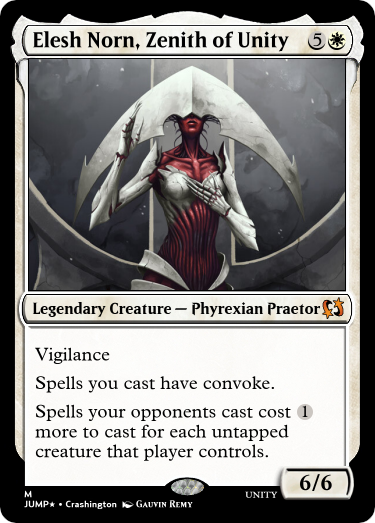 Elesh Norn, Zenith of Unity 5
Legendary Creature — Phyrexian Praetor
Vigilance
Spells you cast have convoke.
Spells your opponents cast cost 1
more to cast for each untapped
creature that player controls.
6/6
M
JUMP★ • Crashington Gauvin Remy
UNITY